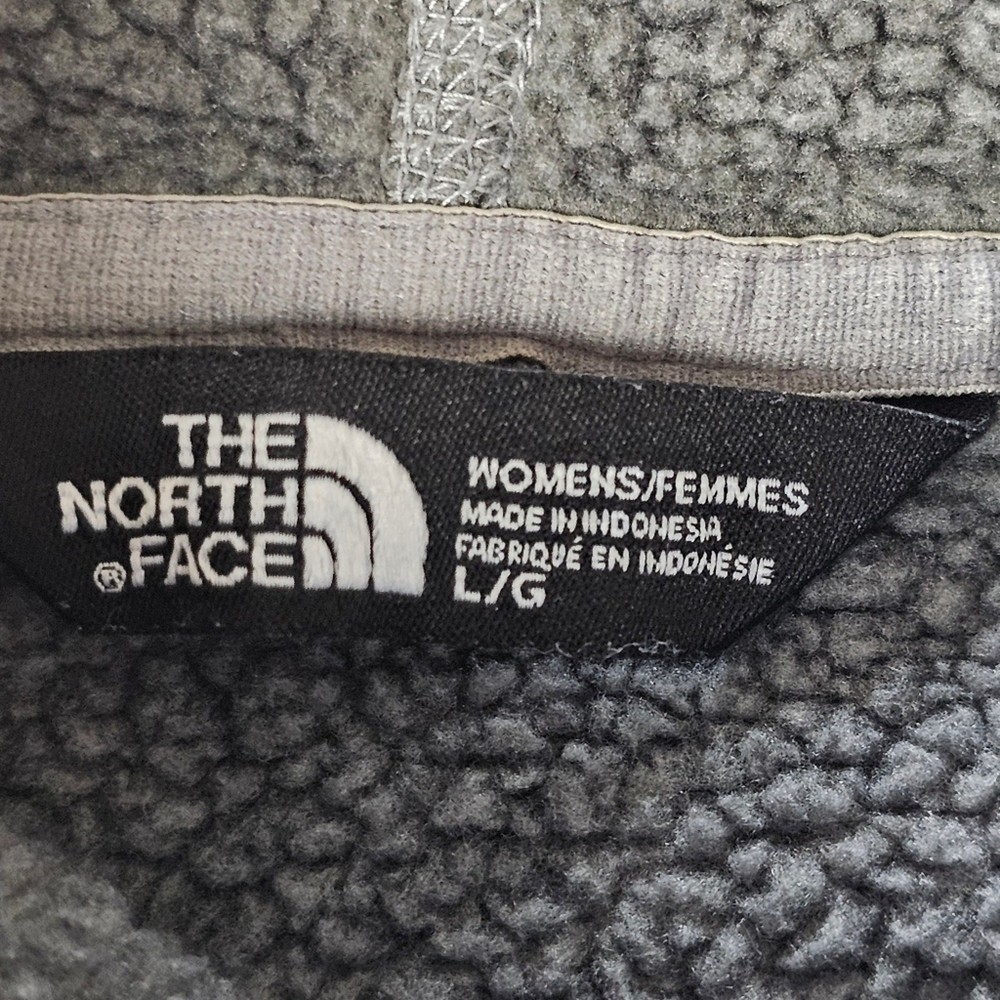 THE
NORTH
®FACE
WOMENS/FEMMES
MADE IN INDONESIA
FABRIQUÉ EN INDONÉSIE
L/G